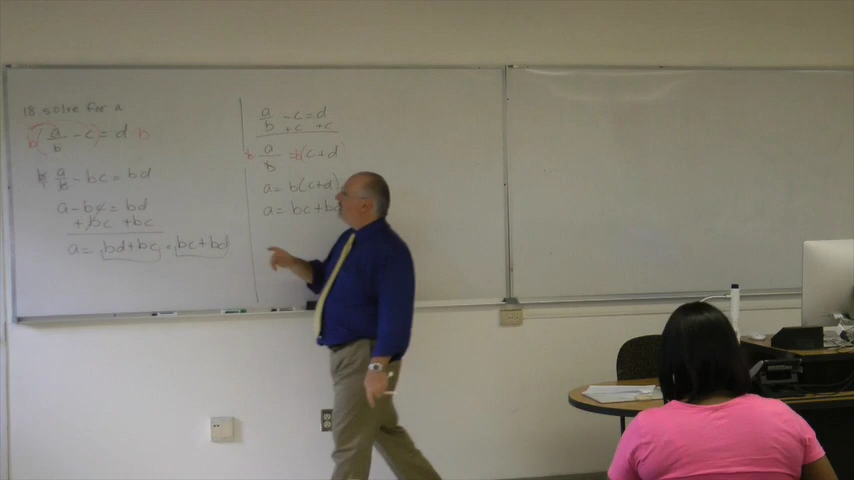 18 solve for a
b(a/b - c) = d b
b a/b - bc = bd
a - bc = bd
+bc +bc
a = bd+bc = bc+bd
a/b - c = d
+c +c
b a/b = b(c+d)
a = b(c+d)
a = bc+bd